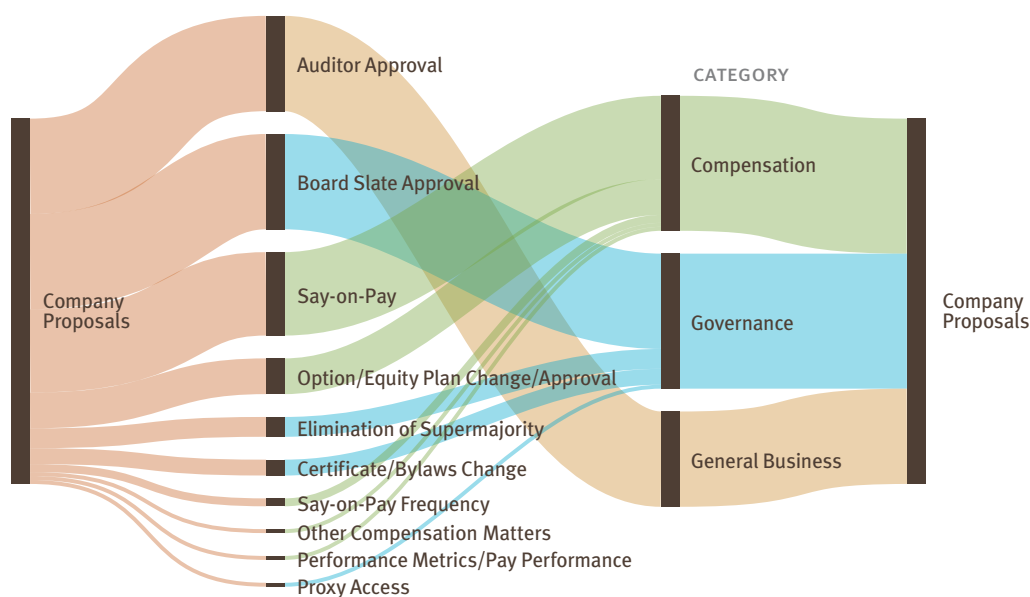 Auditor Approval
CATEGORY
Compensation
Board Slate Approval
Company
Proposals
Say-on-Pay
Governance
Company
Proposals
Option/Equity Plan Change/Approval
Elimination of Supermajority
General Business
Certificate/Bylaws Change
Say-on-Pay Frequency
Other Compensation Matters
Performance Metrics/Pay Performance
Proxy Access